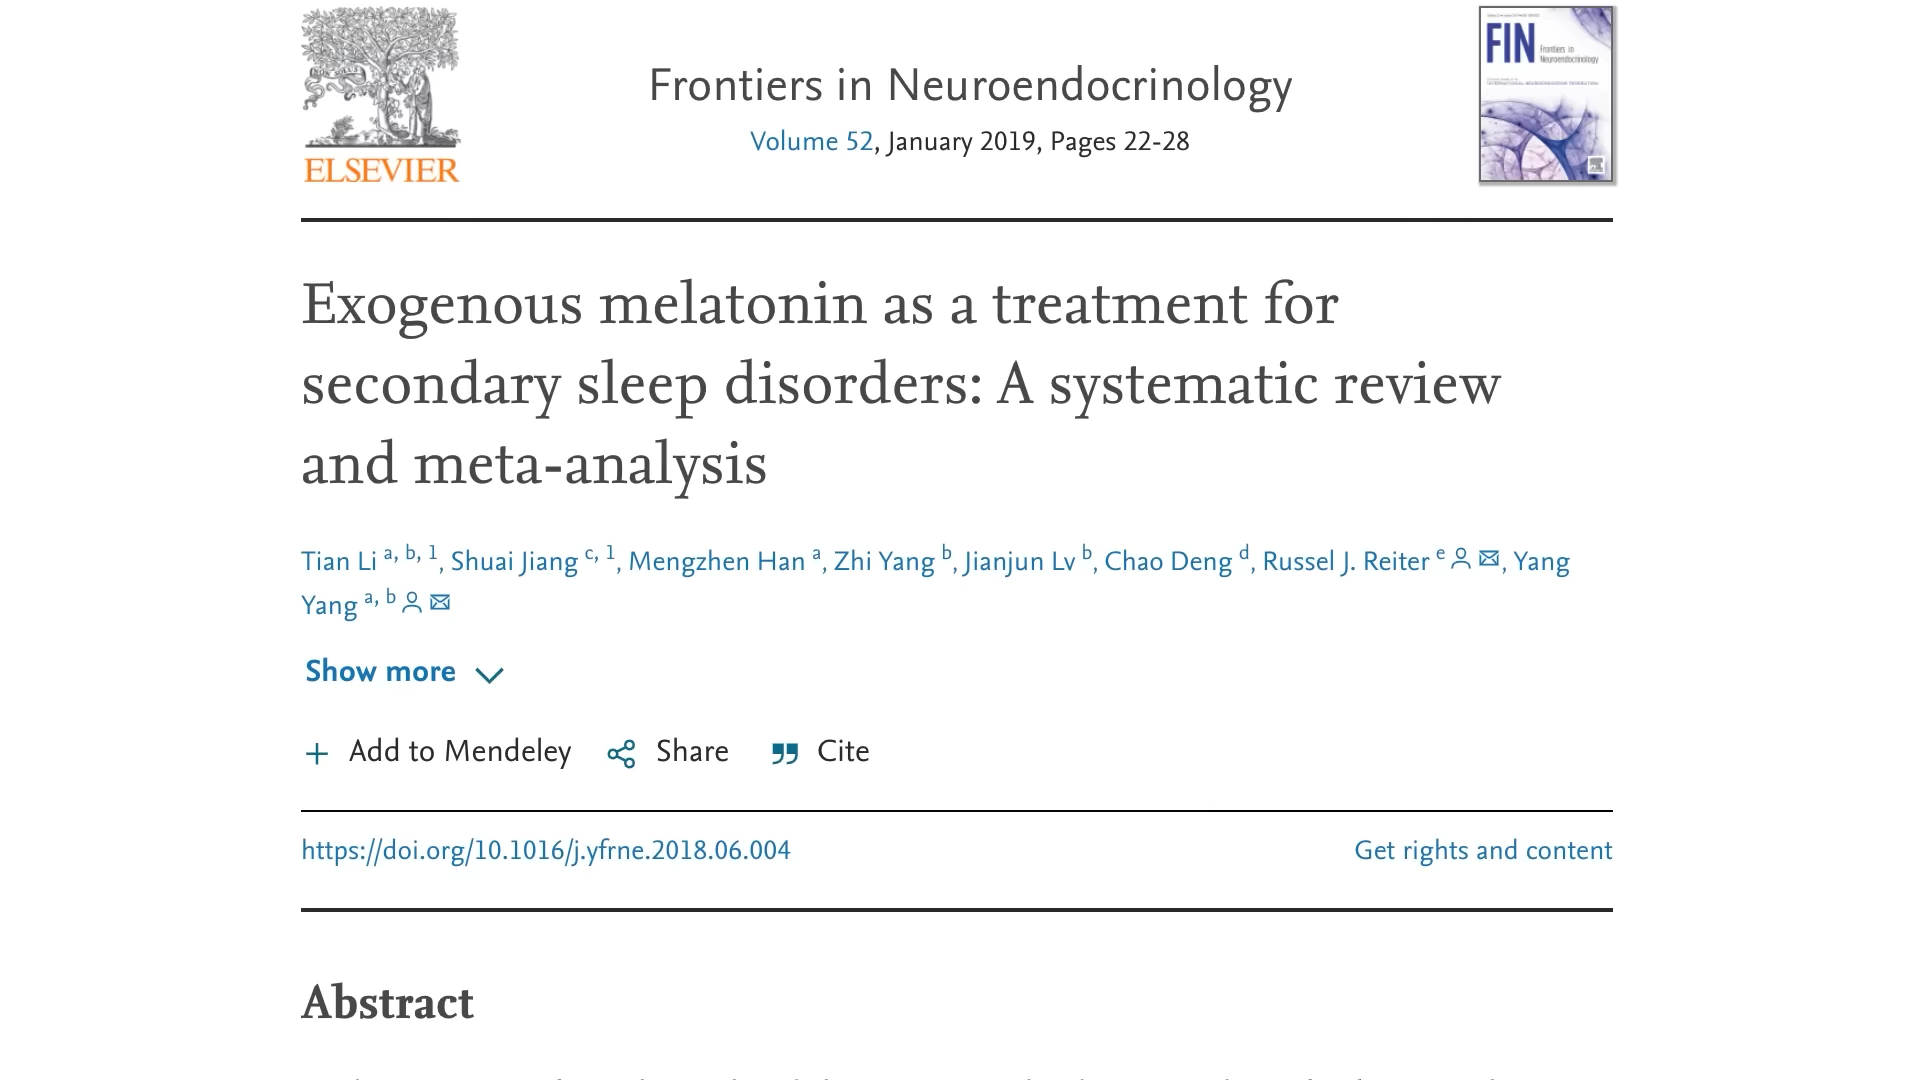 ELSEVIER
Frontiers in Neuroendocrinology
Volume 52, January 2019, Pages 22-28
FIN
Frontiers in
Neuroendocrinology
Exogenous melatonin as a treatment for
secondary sleep disorders: A systematic review
and meta-analysis
Tian Li a, b, 1, Shuai Jiang c, 1, Mengzhen Han a, Zhi Yang b, Jianjun Lv b, Chao Deng d, Russel J. Reiter e, Yang
Yang a, b
Show more
Add to Mendeley Share Cite
https://doi.org/10.1016/j.yfrne.2018.06.004 Get rights and content
Abstract